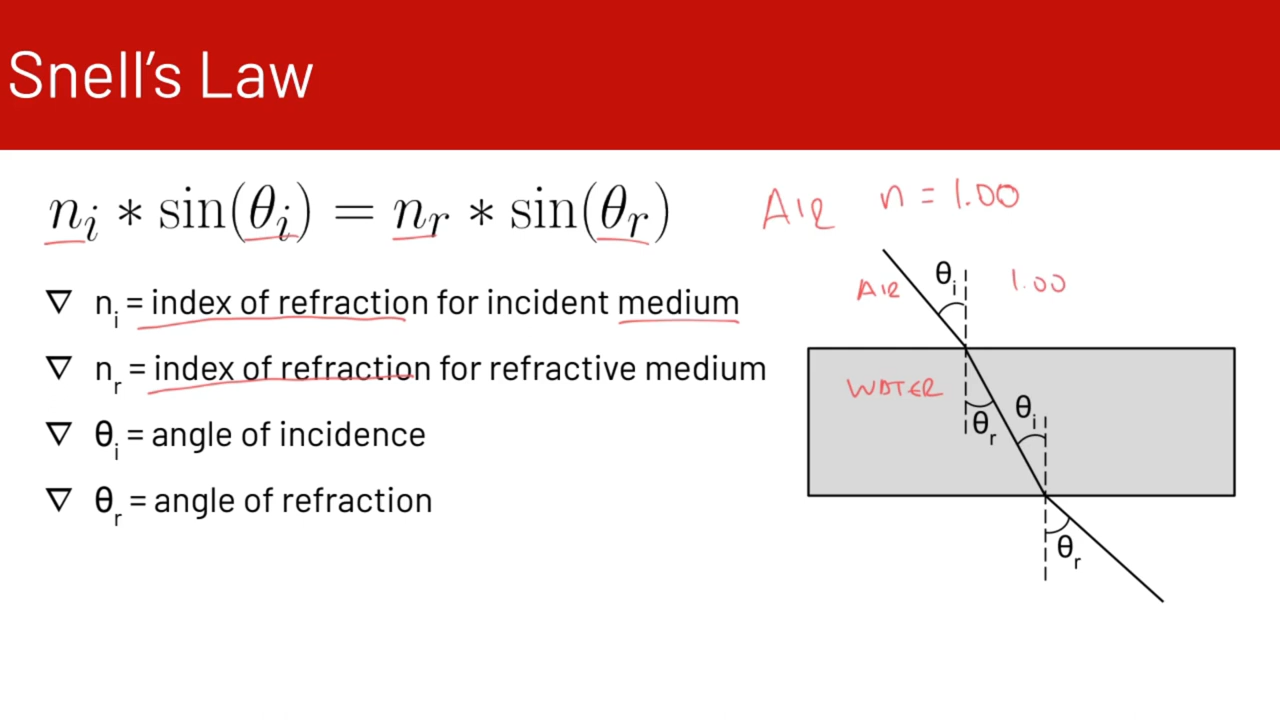 Snell's Law
n_i * sin(θ_i) = n_r * sin(θ_r)
AIR n = 1.00
▽ n_i = index of refraction for incident medium
▽ n_r = index of refraction for refractive medium
▽ θ_i = angle of incidence
▽ θ_r = angle of refraction
θ_i
AIR 1.00
WATER
θ_r
θ_i
θ_r